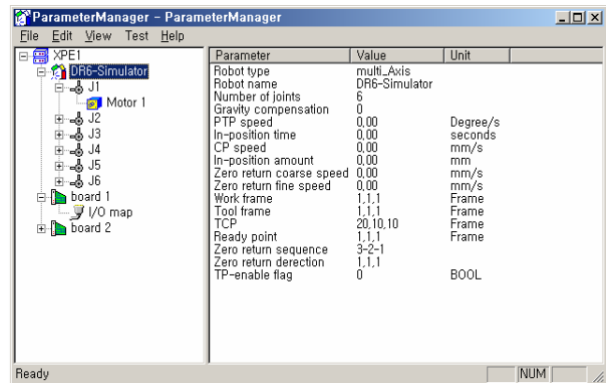 ParameterManager - ParameterManager
File Edit View Test Help
XPE1
DR6-Simulator
J1
Motor 1
J2
J3
J4
J5
J6
board 1
I/O map
board 2
Parameter Value Unit
Robot type multi_Axis
Robot name DR6-Simulator
Number of joints 6
Gravity compensation 0
PTP speed 0,00 Degree/s
In-position time 0,00 seconds
CP speed 0,00 mm/s
In-position amount 0,00 mm
Zero return coarse speed 0,00 mm/s
Zero return fine speed 0,00 mm/s
Work frame 1,1,1 Frame
Tool frame 1,1,1 Frame
TCP 20,10,10 Frame
Ready point 1,1,1 Frame
Zero return sequence 3-2-1
Zero return derection 1,1,1
TP-enable flag 0 BOOL
Ready NUM